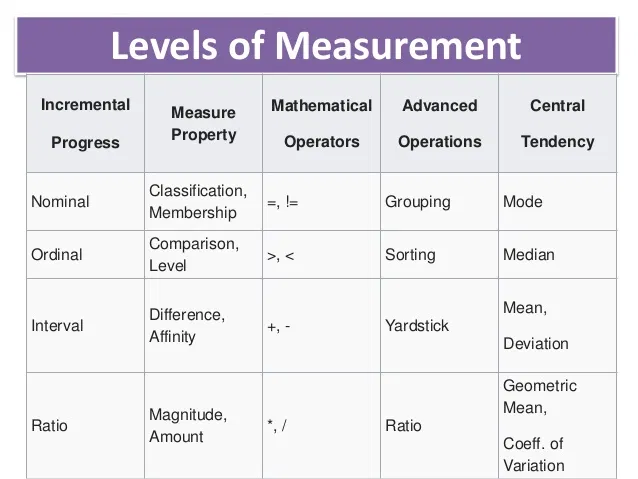 Levels of Measurement
Incremental
Progress
Measure
Property
Mathematical
Operators
Advanced
Operations
Central
Tendency
Nominal
Classification,
Membership
=, !=
Grouping
Mode
Ordinal
Comparison,
Level
>, <
Sorting
Median
Interval
Difference,
Affinity
+, -
Yardstick
Mean,
Deviation
Ratio
Magnitude,
Amount
*, /
Ratio
Geometric
Mean,
Coeff. of
Variation